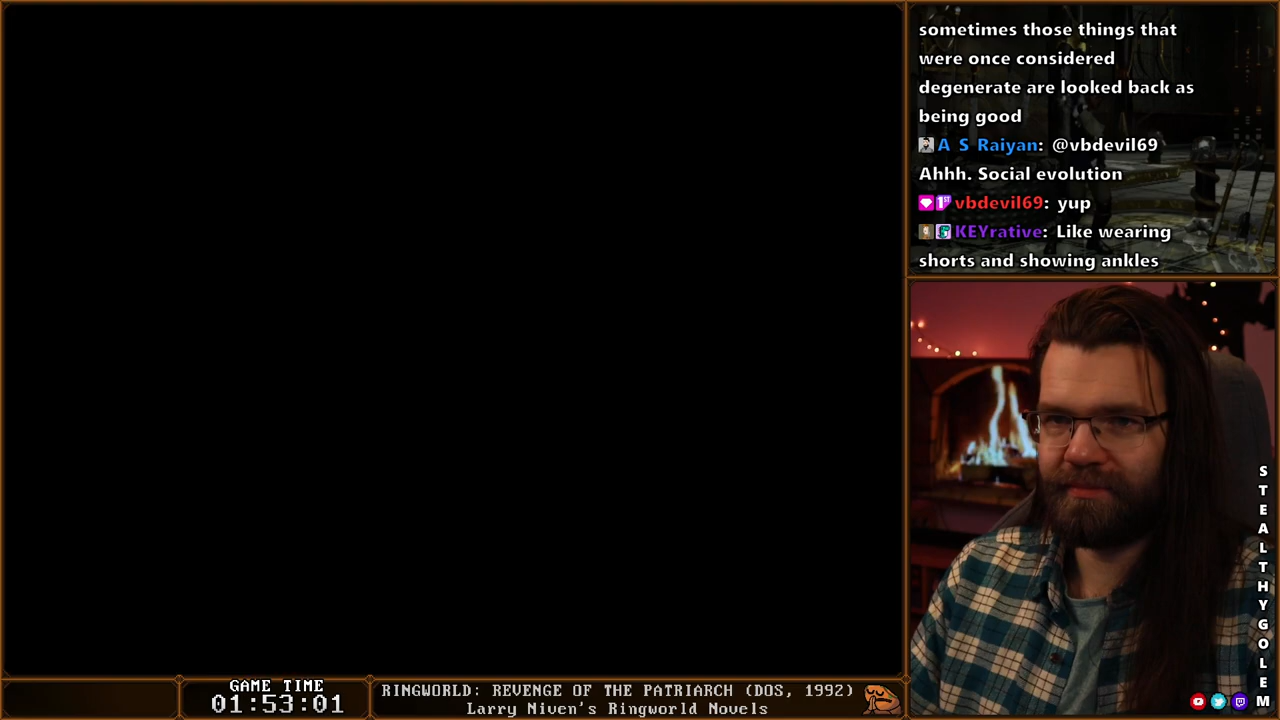 sometimes those things that
were once considered
degenerate are looked back as
being good
A S Raiyan: @vbdevil69
Ahhh. Social evolution
vbdevil69: yup
KEYrative: Like wearing
shorts and showing ankles
STEALTHYGOLEM
GAME TIME
01:53:01
RINGWORLD: REVENGE OF THE PATRIARCH (DOS, 1992)
Larry Niven's Ringworld Novels